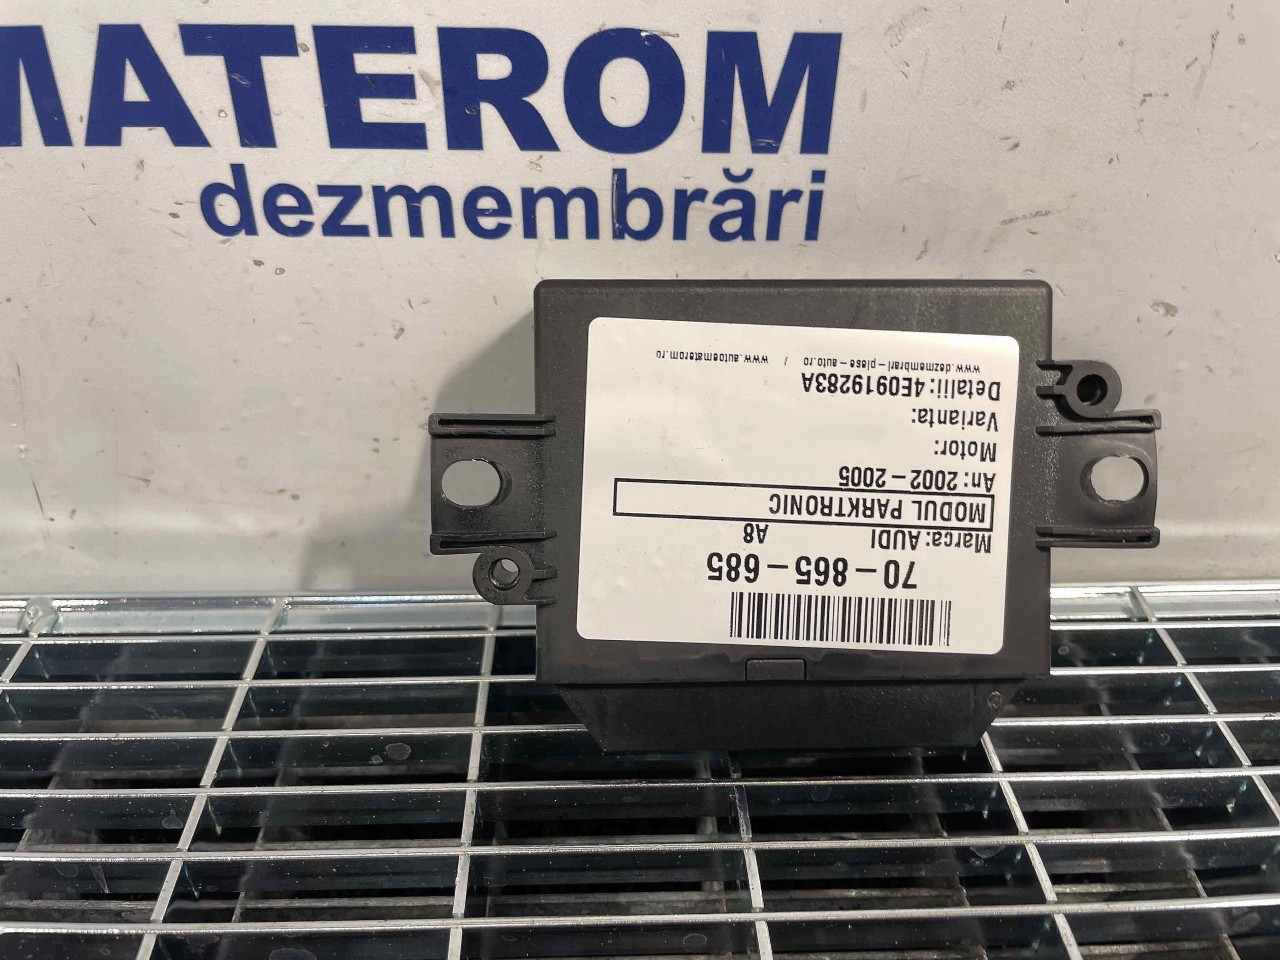 MATEROM
dezmembrări
70-865-685
Marca: AUDI A8
MODUL PARKTRONIC
An: 2002-2005
Motor:
Varianta:
Detalii: 4E0919283A
www.dezmembrari-piese-auto.ro / www.automaterom.ro